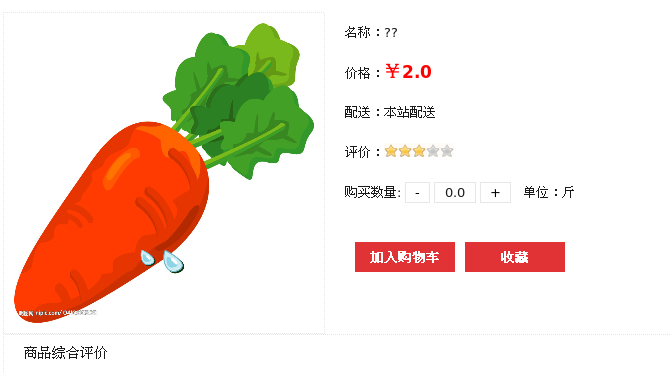 名称：??
价格：￥2.0
配送：本站配送
评价：
购买数量: - 0.0 + 单位：斤
加入购物车 收藏
商品综合评价